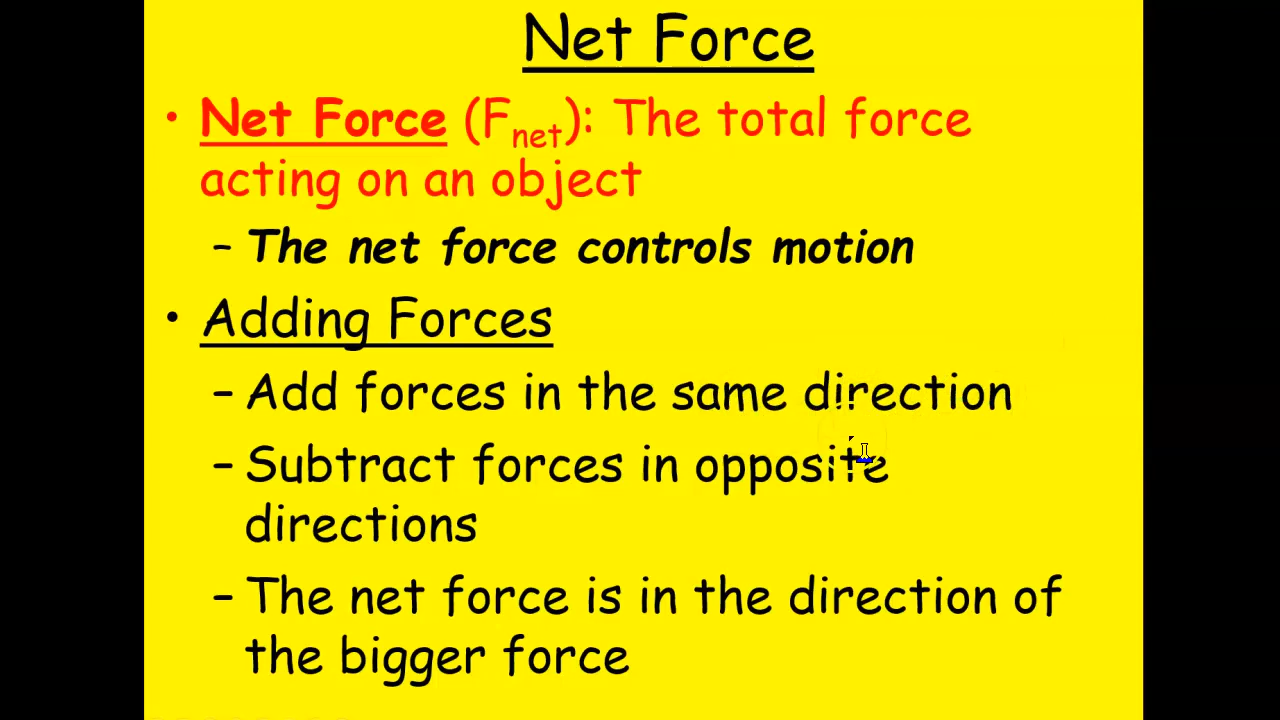 Net Force
• Net Force (Fnet): The total force
acting on an object
– The net force controls motion
• Adding Forces
– Add forces in the same direction
– Subtract forces in opposite
directions
– The net force is in the direction of
the bigger force